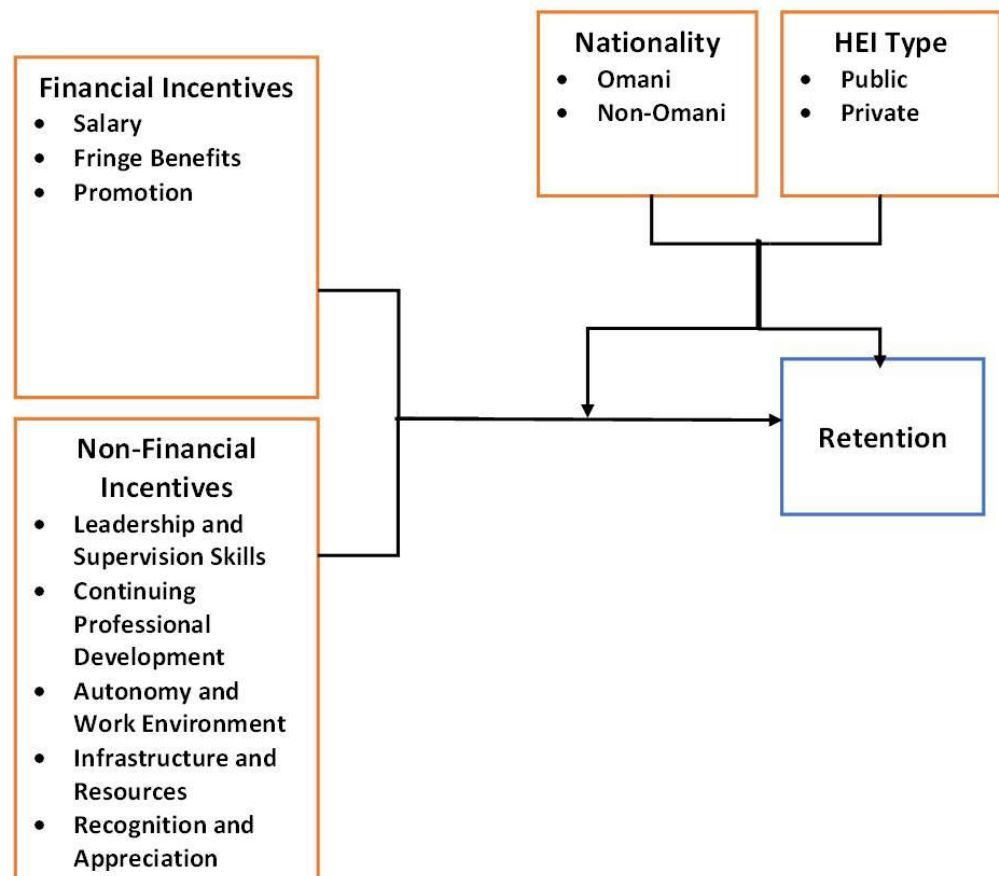 Financial Incentives
• Salary
• Fringe Benefits
• Promotion
Nationality
• Omani
• Non-Omani
HEI Type
• Public
• Private
Non-Financial
Incentives
• Leadership and
Supervision Skills
• Continuing
Professional
Development
• Autonomy and
Work Environment
• Infrastructure and
Resources
• Recognition and
Appreciation
Retention